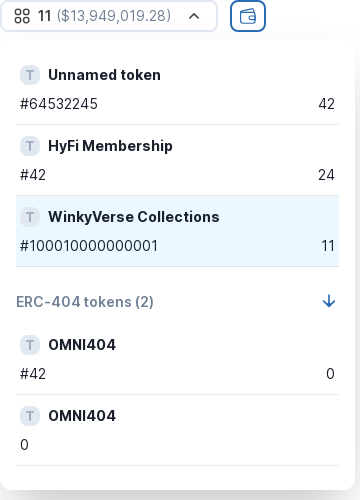 11 ($13,949,019.28)
T Unnamed token
#64532245 42
T HyFi Membership
#42 24
T WinkyVerse Collections
#100010000000001 11
ERC-404 tokens (2)
T OMNI404
#42 0
T OMNI404
0